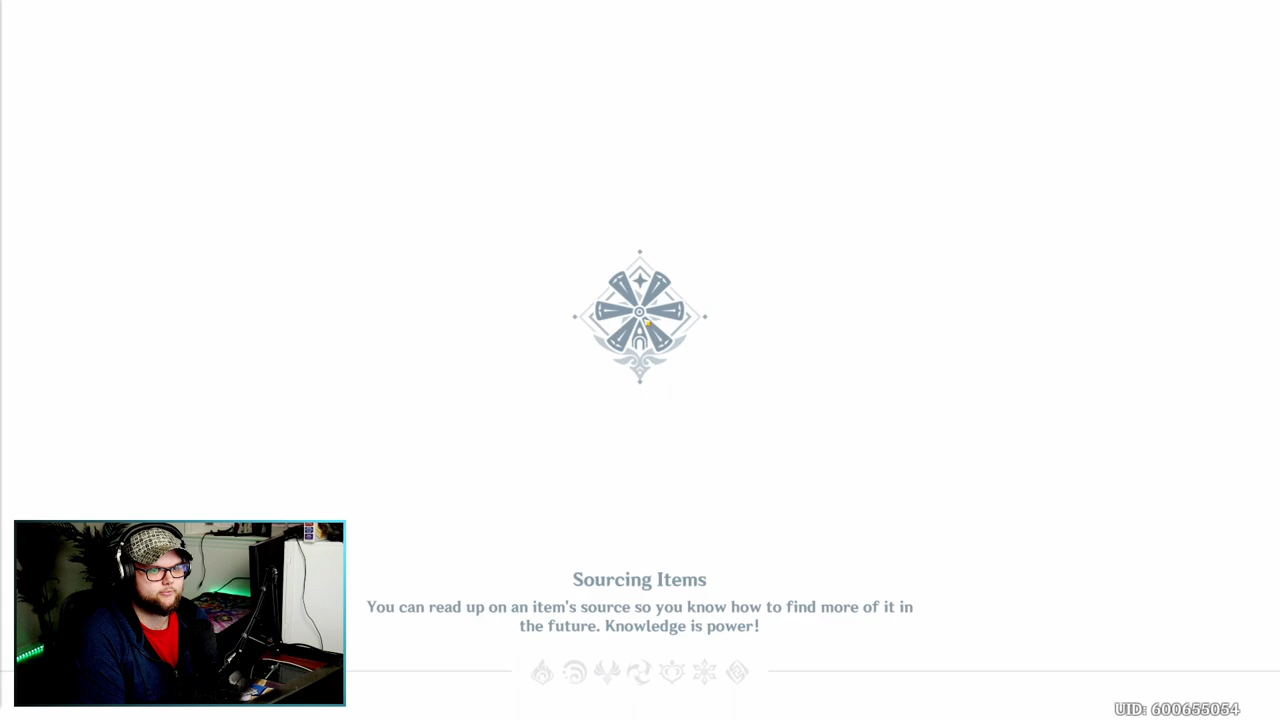 Sourcing Items
You can read up on an item's source so you know how to find more of it in
the future. Knowledge is power!
UID: 600655054